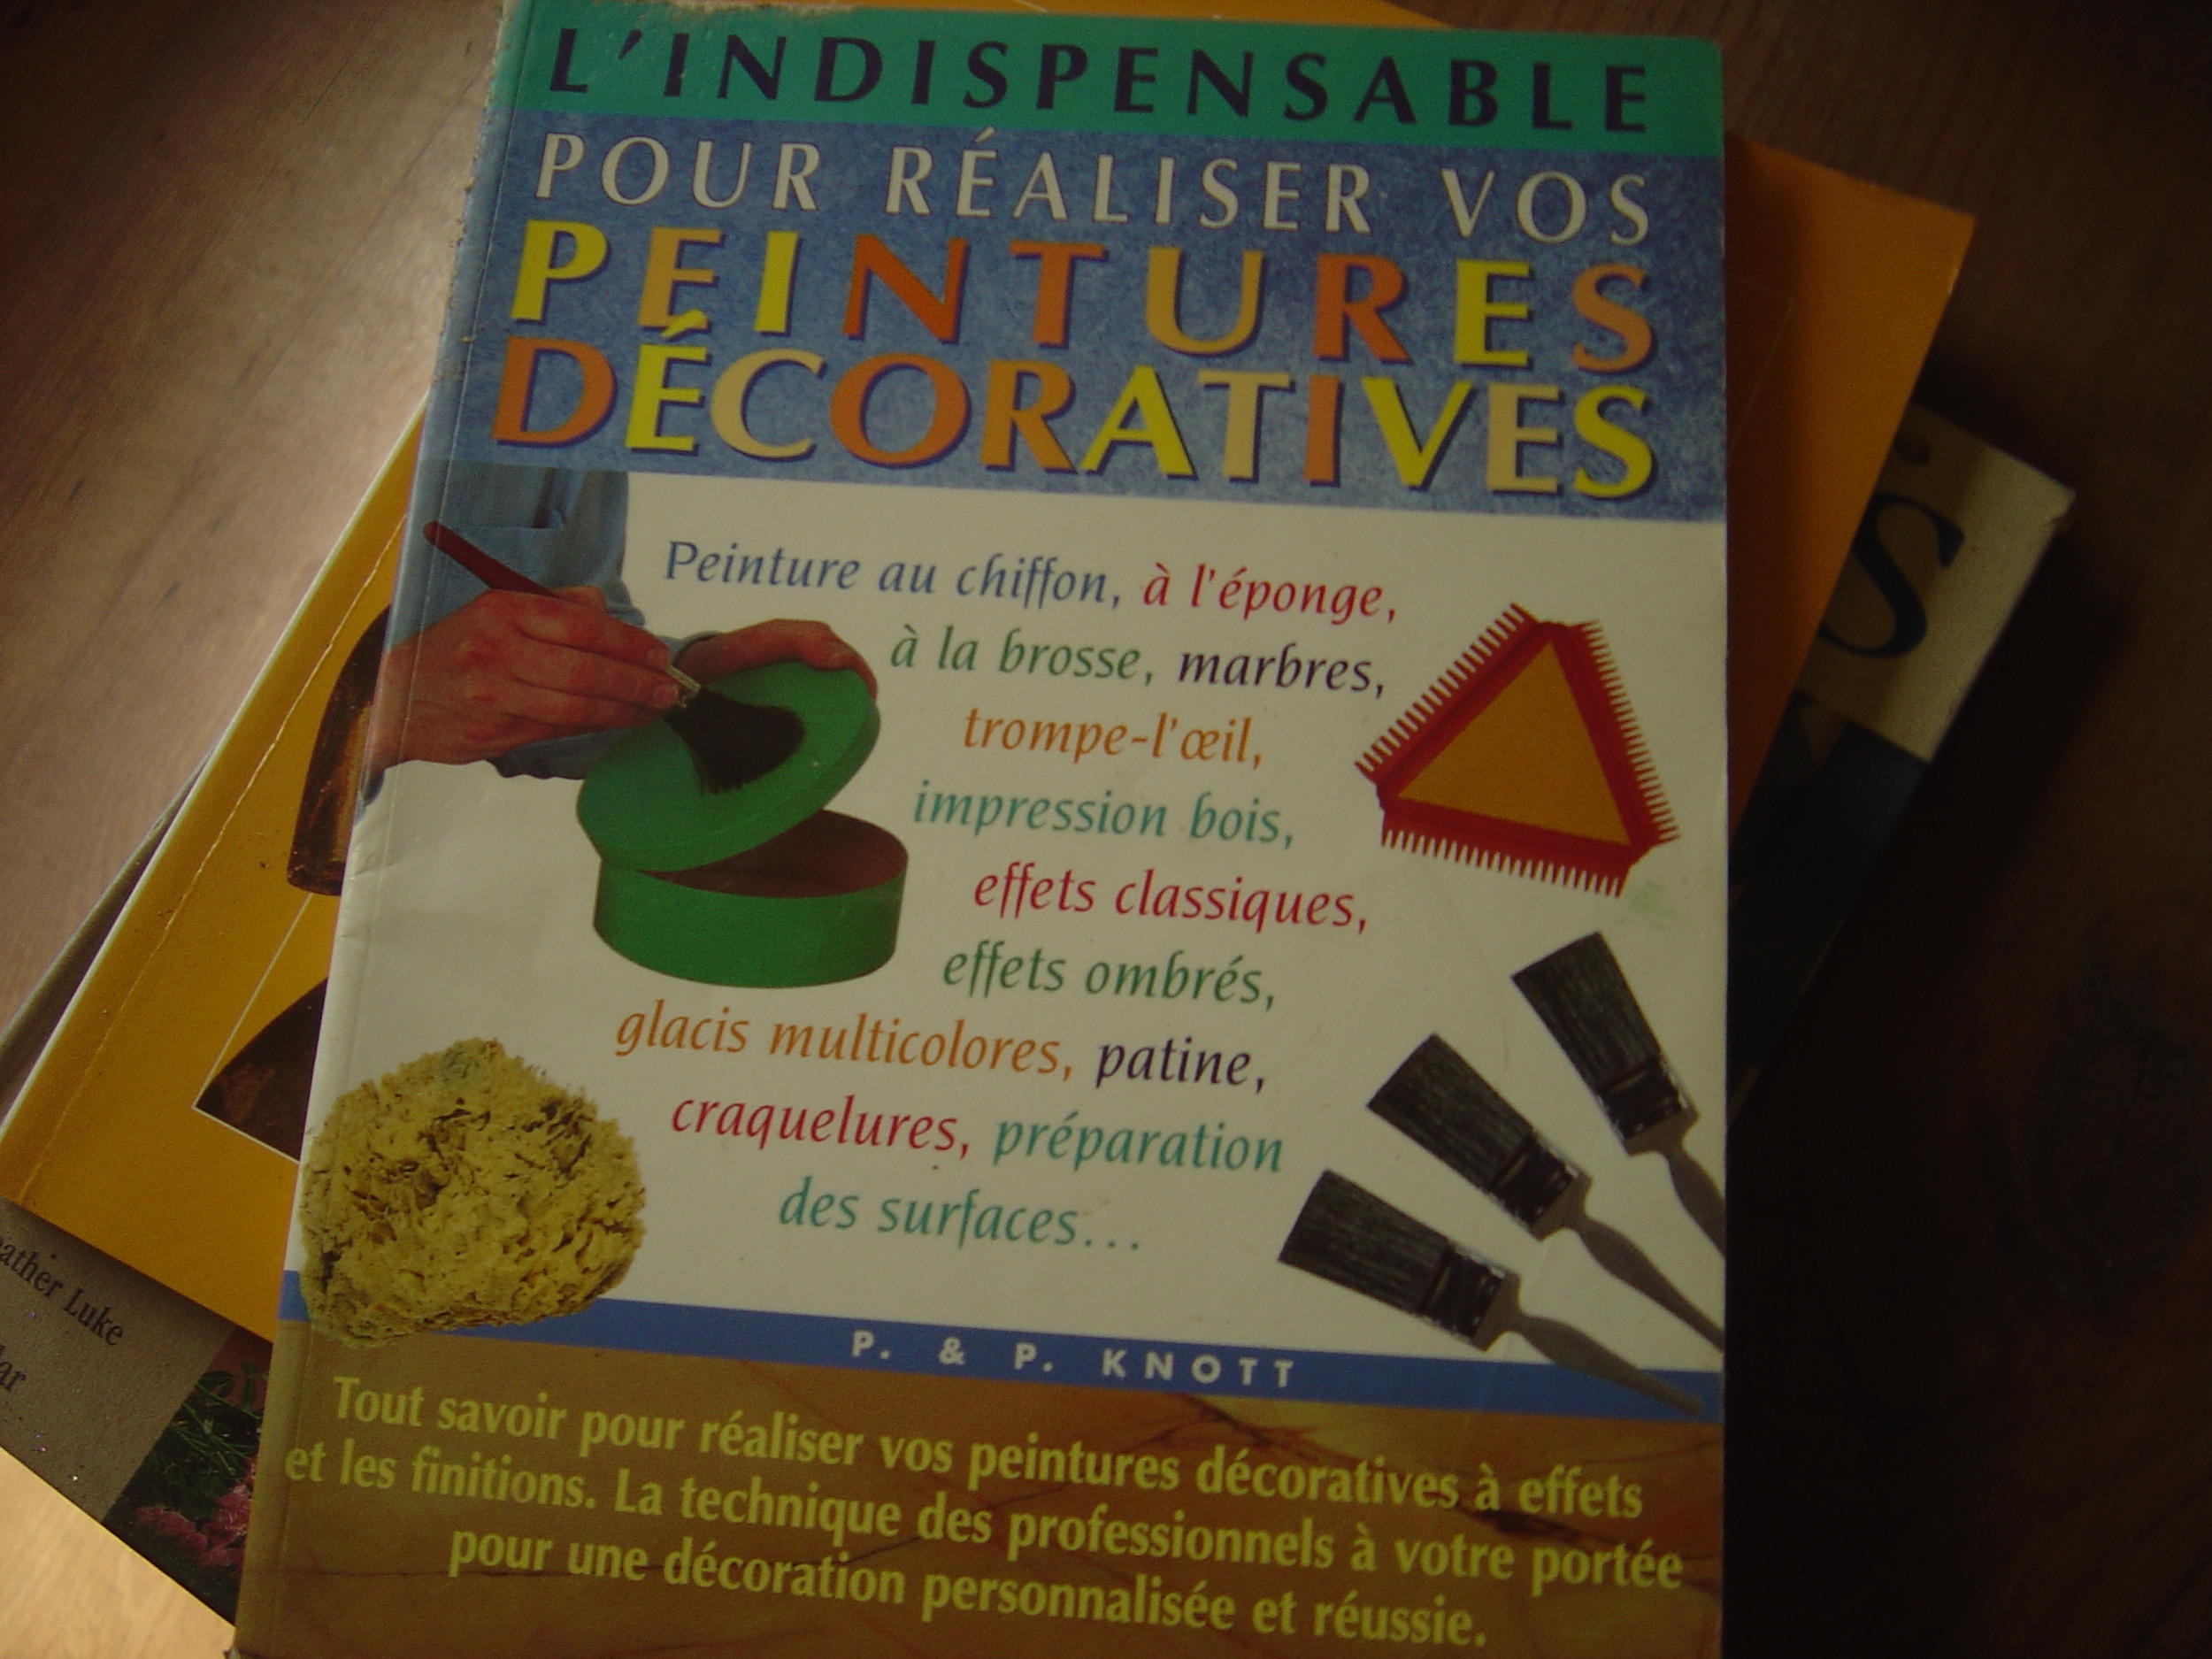 L'INDISPENSABLE
POUR RÉALISER VOS
PEINTURES
DÉCORATIVES
Peinture au chiffon, à l'éponge,
à la brosse, marbres,
trompe-l'œil,
impression bois,
effets classiques,
effets ombrés,
glacis multicolores, patine,
craquelures, préparation
des surfaces...
P. & P. KNOTT
Tout savoir pour réaliser vos peintures décoratives à effets
et les finitions. La technique des professionnels à votre portée
pour une décoration personnalisée et réussie.
S
Luke